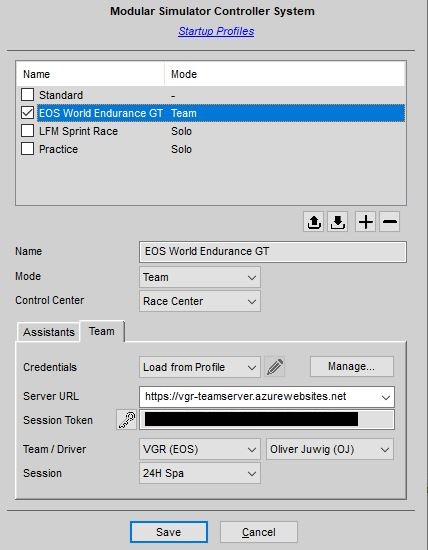 Modular Simulator Controller System
Startup Profiles
Name Mode
Standard -
EOS World Endurance GT Team
LFM Sprint Race Solo
Practice Solo
Name EOS World Endurance GT
Mode Team
Control Center Race Center
Assistants Team
Credentials Load from Profile Manage...
Server URL https://vgr-teamserver.azurewebsites.net
Session Token
Team / Driver VGR (EOS) Oliver Juwig (OJ)
Session 24H Spa
Save Cancel